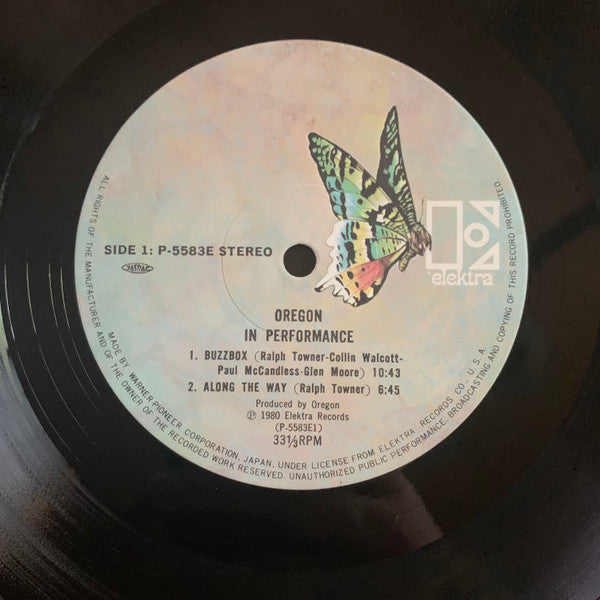 SIDE 1: P-5583E STEREO
JASRAC
elektra
OREGON
IN PERFORMANCE
1. BUZZBOX (Ralph Towner-Collin Walcott-
Paul McCandless-Glen Moore) 10:43
2. ALONG THE WAY (Ralph Towner) 6:45
Produced by Oregon
℗ 1980 Elektra Records
(P-5583E1)
33⅓RPM
MADE BY WARNER-PIONEER CORPORATION, JAPAN, UNDER LICENSE FROM ELEKTRA RECORDS CO., U.S.A.
ALL RIGHTS OF THE MANUFACTURER AND OF THE OWNER OF THE RECORDED WORK RESERVED. UNAUTHORIZED PUBLIC PERFORMANCE, BROADCASTING AND COPYING OF THIS RECORD PROHIBITED